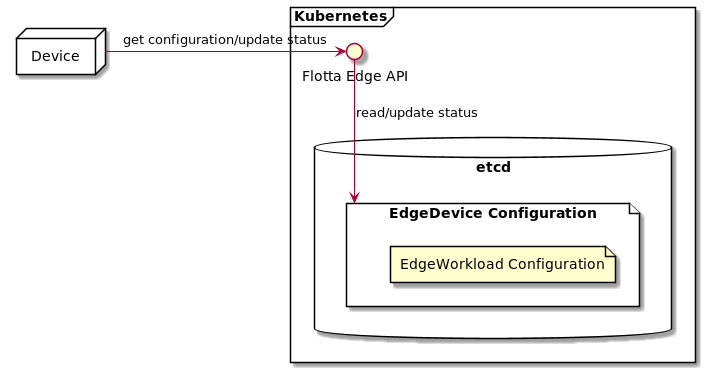 Kubernetes
get configuration/update status
Device
Flotta Edge API
read/update status
etcd
EdgeDevice Configuration
EdgeWorkload Configuration